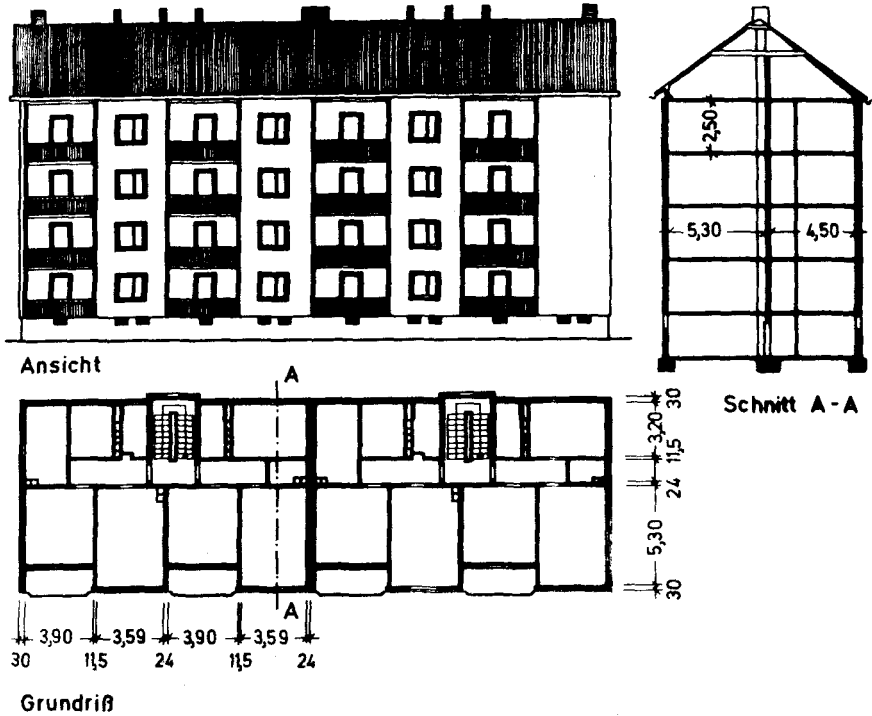 2,50
5,30 4,50
Ansicht
Schnitt A-A
A
30
3,20
11,5
24
5,30
30
A
3,90 3,59 3,90 3,59
30 11,5 24 11,5 24
Grundriß